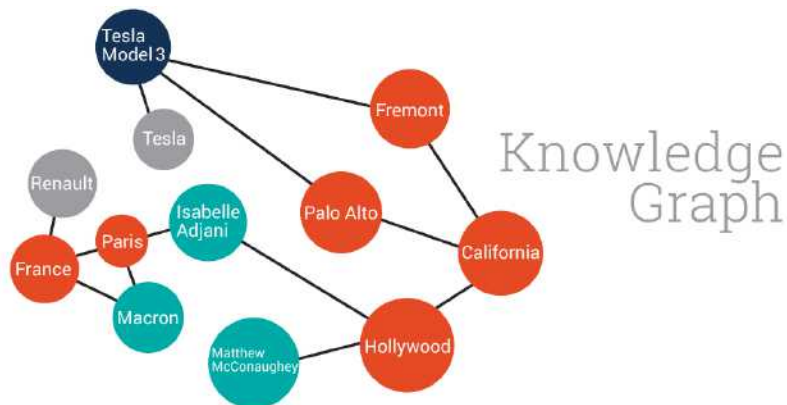 Tesla
Model 3
Fremont
Tesla
Knowledge
Graph
Renault
Isabelle
Adjani
Palo Alto
Paris
California
France
Macron
Hollywood
Matthew
McConaughey